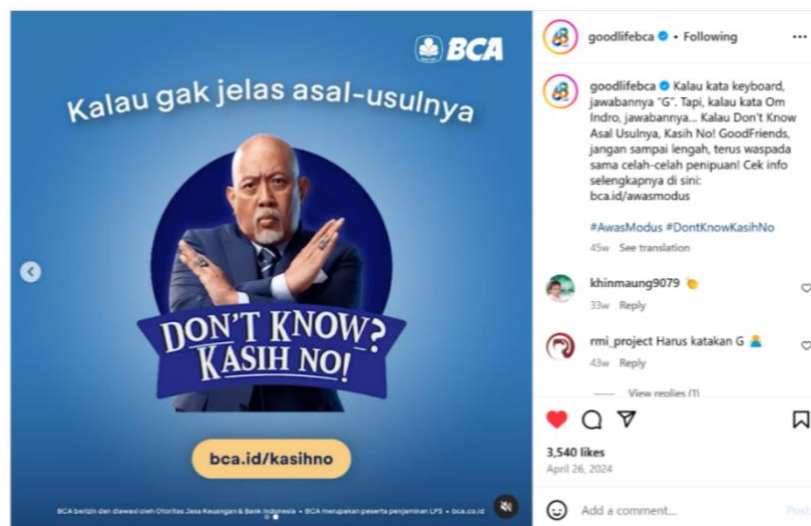 BCA
Kalau gak jelas asal-usulnya
DON'T KNOW?
KASIH NO!
bca.id/kasihno
BCA berizin dan diawasi oleh Otoritas Jasa Keuangan & Bank Indonesia • BCA merupakan peserta penjaminan LPS • bca.co.id
goodlifebca • Following
goodlifebca Kalau kata keyboard,
jawabannya "G". Tapi, kalau kata Om
Indro, jawabannya... Kalau Don't Know
Asal Usulnya, Kasih No! GoodFriends,
jangan sampai lengah, terus waspada
sama celah-celah penipuan! Cek info
selengkapnya di sini:
bca.id/awasmodus
#AwasModus #DontKnowKasihNo
45w See translation
khinmaung9079 👏
33w Reply
rmi_project Harus katakan G
43w Reply
View replies (1)
3,540 likes
April 26, 2024
Add a comment...
Post